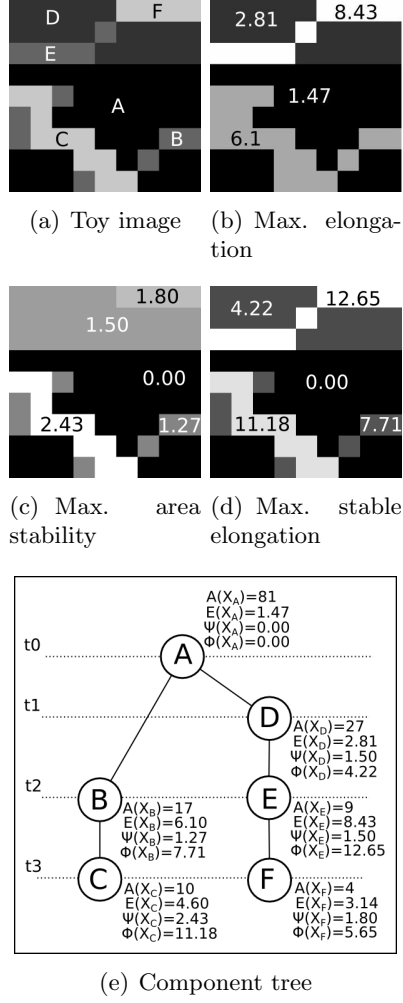 D
F
E
A
C
B
2.81
8.43
1.47
6.1
(a) Toy image
(b) Max. elonga-
tion
1.80
1.50
0.00
2.43
1.27
4.22
12.65
0.00
11.18
7.71
(c) Max. area
stability
(d) Max. stable
elongation
A(X_A)=81
E(X_A)=1.47
Ψ(X_A)=0.00
Φ(X_A)=0.00
t0
A
t1
D
A(X_D)=27
E(X_D)=2.81
Ψ(X_D)=1.50
Φ(X_D)=4.22
t2
B
A(X_B)=17
E(X_B)=6.10
Ψ(X_B)=1.27
Φ(X_B)=7.71
E
A(X_E)=9
E(X_E)=8.43
Ψ(X_E)=1.50
Φ(X_E)=12.65
t3
C
A(X_C)=10
E(X_C)=4.60
Ψ(X_C)=2.43
Φ(X_C)=11.18
F
A(X_F)=4
E(X_F)=3.14
Ψ(X_F)=1.80
Φ(X_F)=5.65
(e) Component tree